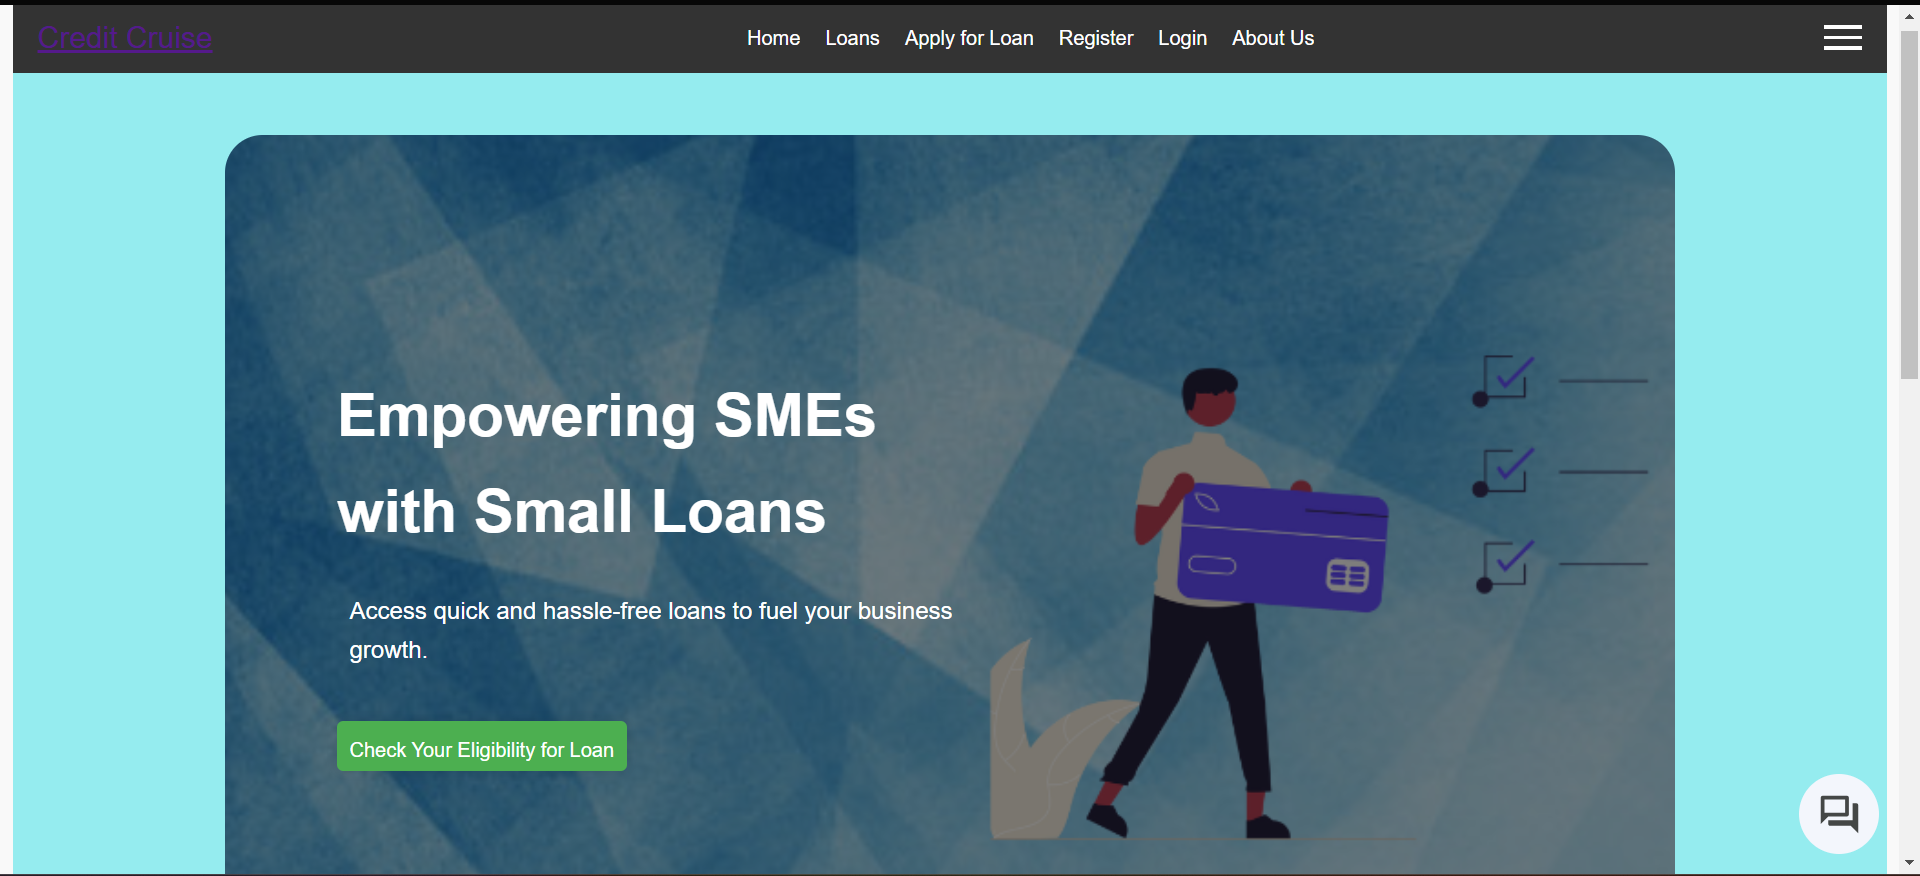 Credit Cruise
Home Loans Apply for Loan Register Login About Us
Empowering SMEs
with Small Loans
Access quick and hassle-free loans to fuel your business
growth.
Check Your Eligibility for Loan